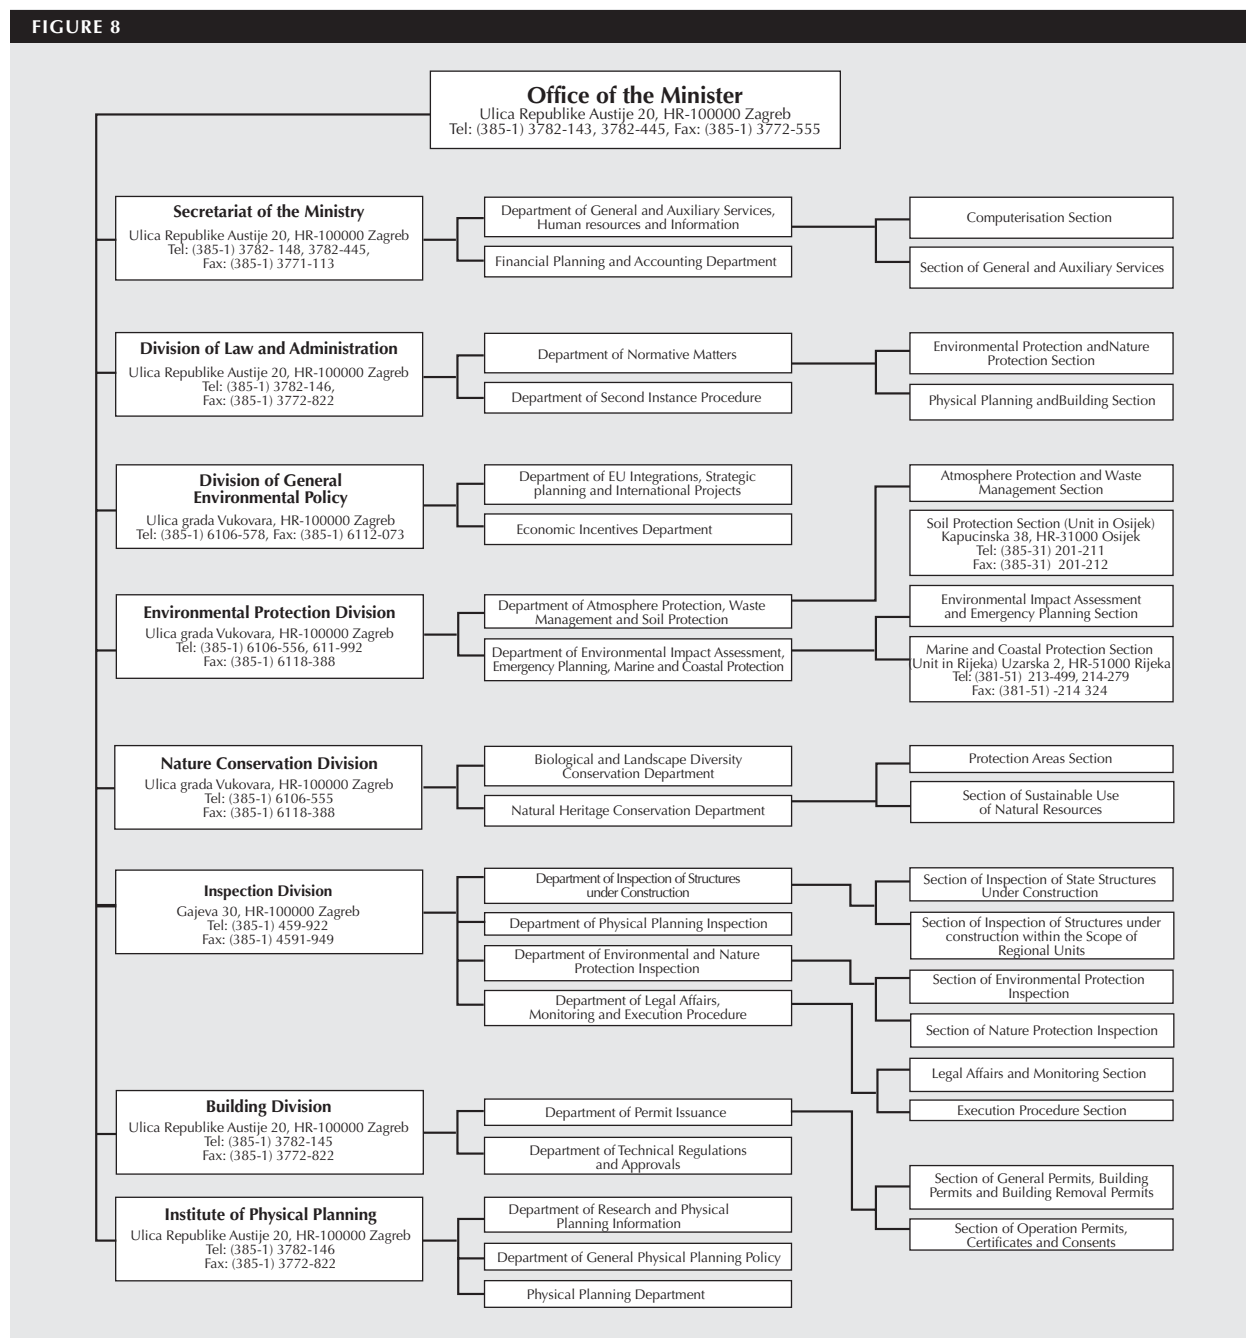 FIGURE 8
Office of the Minister
Ulica Republike Austije 20, HR-100000 Zagreb
Tel: (385-1) 3782-143, 3782-445, Fax: (385-1) 3772-555
Secretariat of the Ministry
Ulica Republike Austije 20, HR-100000 Zagreb
Tel: (385-1) 3782- 148, 3782-445,
Fax: (385-1) 3771-113
Department of General and Auxiliary Services,
Human resources and Information
Financial Planning and Accounting Department
Computerisation Section
Section of General and Auxiliary Services
Division of Law and Administration
Ulica Republike Austije 20, HR-100000 Zagreb
Tel: (385-1) 3782-146,
Fax: (385-1) 3772-822
Department of Normative Matters
Department of Second Instance Procedure
Environmental Protection andNature
Protection Section
Physical Planning andBuilding Section
Division of General
Environmental Policy
Ulica grada Vukovara, HR-100000 Zagreb
Tel: (385-1) 6106-578, Fax: (385-1) 6112-073
Department of EU Integrations, Strategic
planning and International Projects
Economic Incentives Department
Atmosphere Protection and Waste
Management Section
Soil Protection Section (Unit in Osijek)
Kapucinska 38, HR-31000 Osijek
Tel: (385-31) 201-211
Fax: (385-31) 201-212
Environmental Protection Division
Ulica grada Vukovara, HR-100000 Zagreb
Tel: (385-1) 6106-556, 611-992
Fax: (385-1) 6118-388
Department of Atmosphere Protection, Waste
Management and Soil Protection
Department of Environmental Impact Assessment,
Emergency Planning, Marine and Coastal Protection
Environmental Impact Assessment
and Emergency Planning Section
Marine and Coastal Protection Section
(Unit in Rijeka) Uzarska 2, HR-51000 Rijeka
Tel: (381-51) 213-499, 214-279
Fax: (381-51) -214 324
Nature Conservation Division
Ulica grada Vukovara, HR-100000 Zagreb
Tel: (385-1) 6106-555
Fax: (385-1) 6118-388
Biological and Landscape Diversity
Conservation Department
Natural Heritage Conservation Department
Protection Areas Section
Section of Sustainable Use
of Natural Resources
Inspection Division
Gajeva 30, HR-100000 Zagreb
Tel: (385-1) 459-922
Fax: (385-1) 4591-949
Department of Inspection of Structures
under Construction
Department of Physical Planning Inspection
Department of Environmental and Nature
Protection Inspection
Department of Legal Affairs,
Monitoring and Execution Procedure
Section of Inspection of State Structures
Under Construction
Section of Inspection of Structures under
construction within the Scope of
Regional Units
Section of Environmental Protection
Inspection
Section of Nature Protection Inspection
Legal Affairs and Monitoring Section
Execution Procedure Section
Building Division
Ulica Republike Austije 20, HR-100000 Zagreb
Tel: (385-1) 3782-145
Fax: (385-1) 3772-822
Department of Permit Issuance
Department of Technical Regulations
and Approvals
Section of General Permits, Building
Permits and Building Removal Permits
Section of Operation Permits,
Certificates and Consents
Institute of Physical Planning
Ulica Republike Austije 20, HR-100000 Zagreb
Tel: (385-1) 3782-146
Fax: (385-1) 3772-822
Department of Research and Physical
Planning Information
Department of General Physical Planning Policy
Physical Planning Department